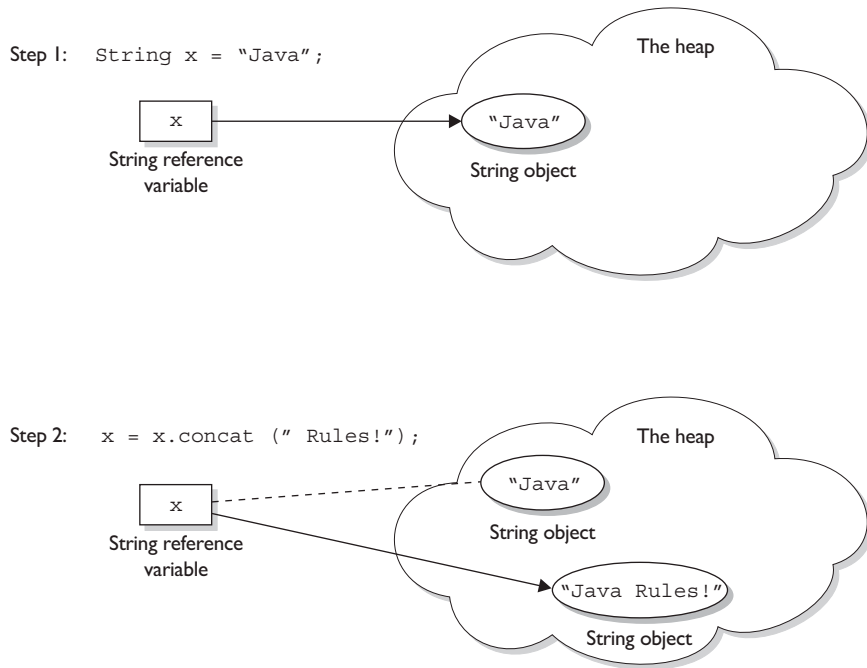 Step 1: String x = “Java”;
The heap
x
“Java”
String reference
variable
String object
Step 2: x = x.concat (″ Rules!″);
The heap
x
“Java”
String reference
variable
String object
“Java Rules!”
String object